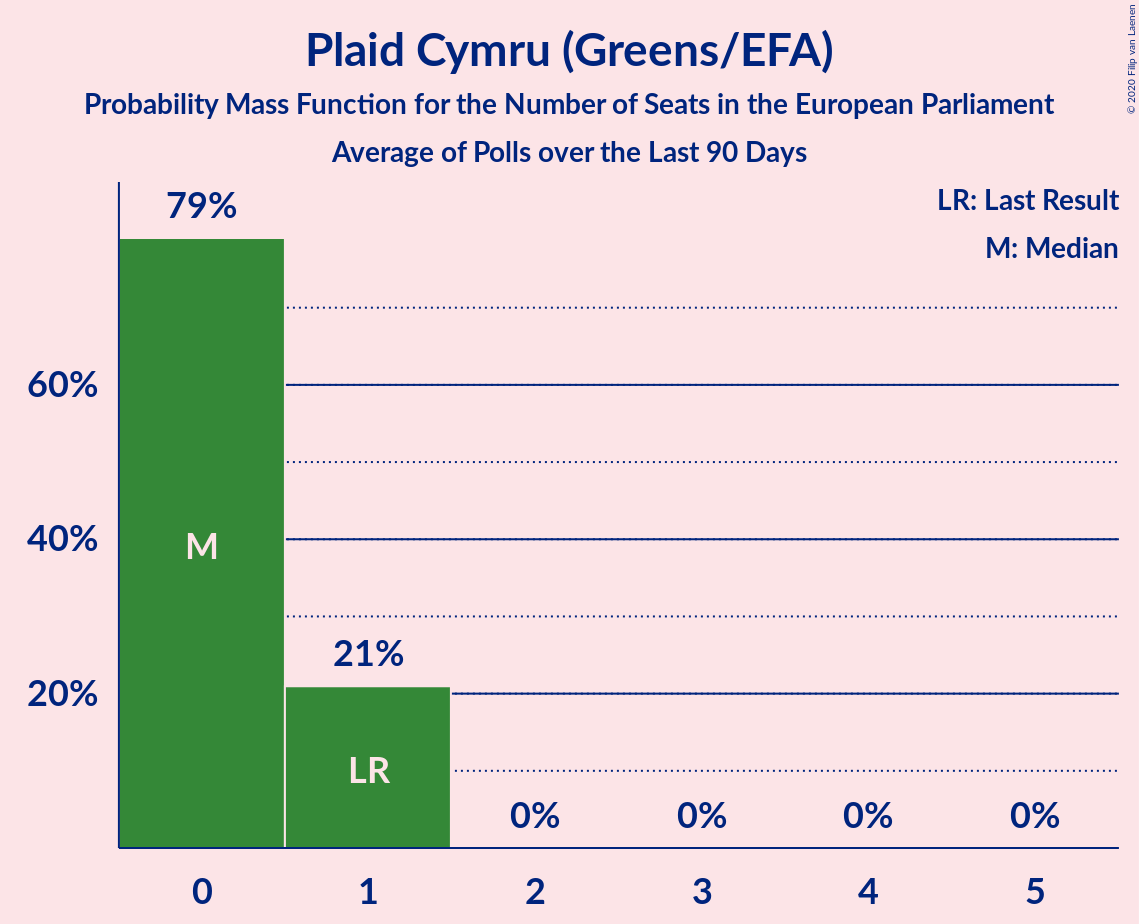 Plaid Cymru (Greens/EFA)
Probability Mass Function for the Number of Seats in the European Parliament
Average of Polls over the Last 90 Days
© 2020 Filip van Laenen
LR: Last Result
M: Median
79%
60%
40%
M
21%
20%
LR
0% 0% 0% 0%
0 1 2 3 4 5